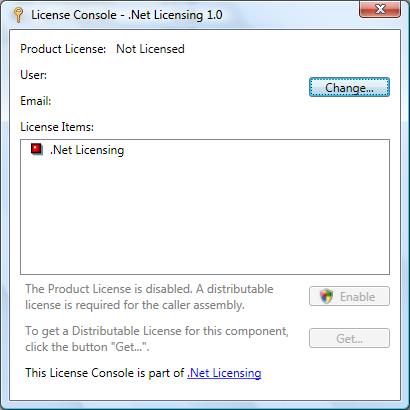 License Console - .Net Licensing 1.0
Product License: Not Licensed
User:
Change...
Email:
License Items:
.Net Licensing
The Product License is disabled. A distributable
license is required for the caller assembly.
Enable
To get a Distributable License for this component,
click the button "Get...".
Get...
This License Console is part of .Net Licensing